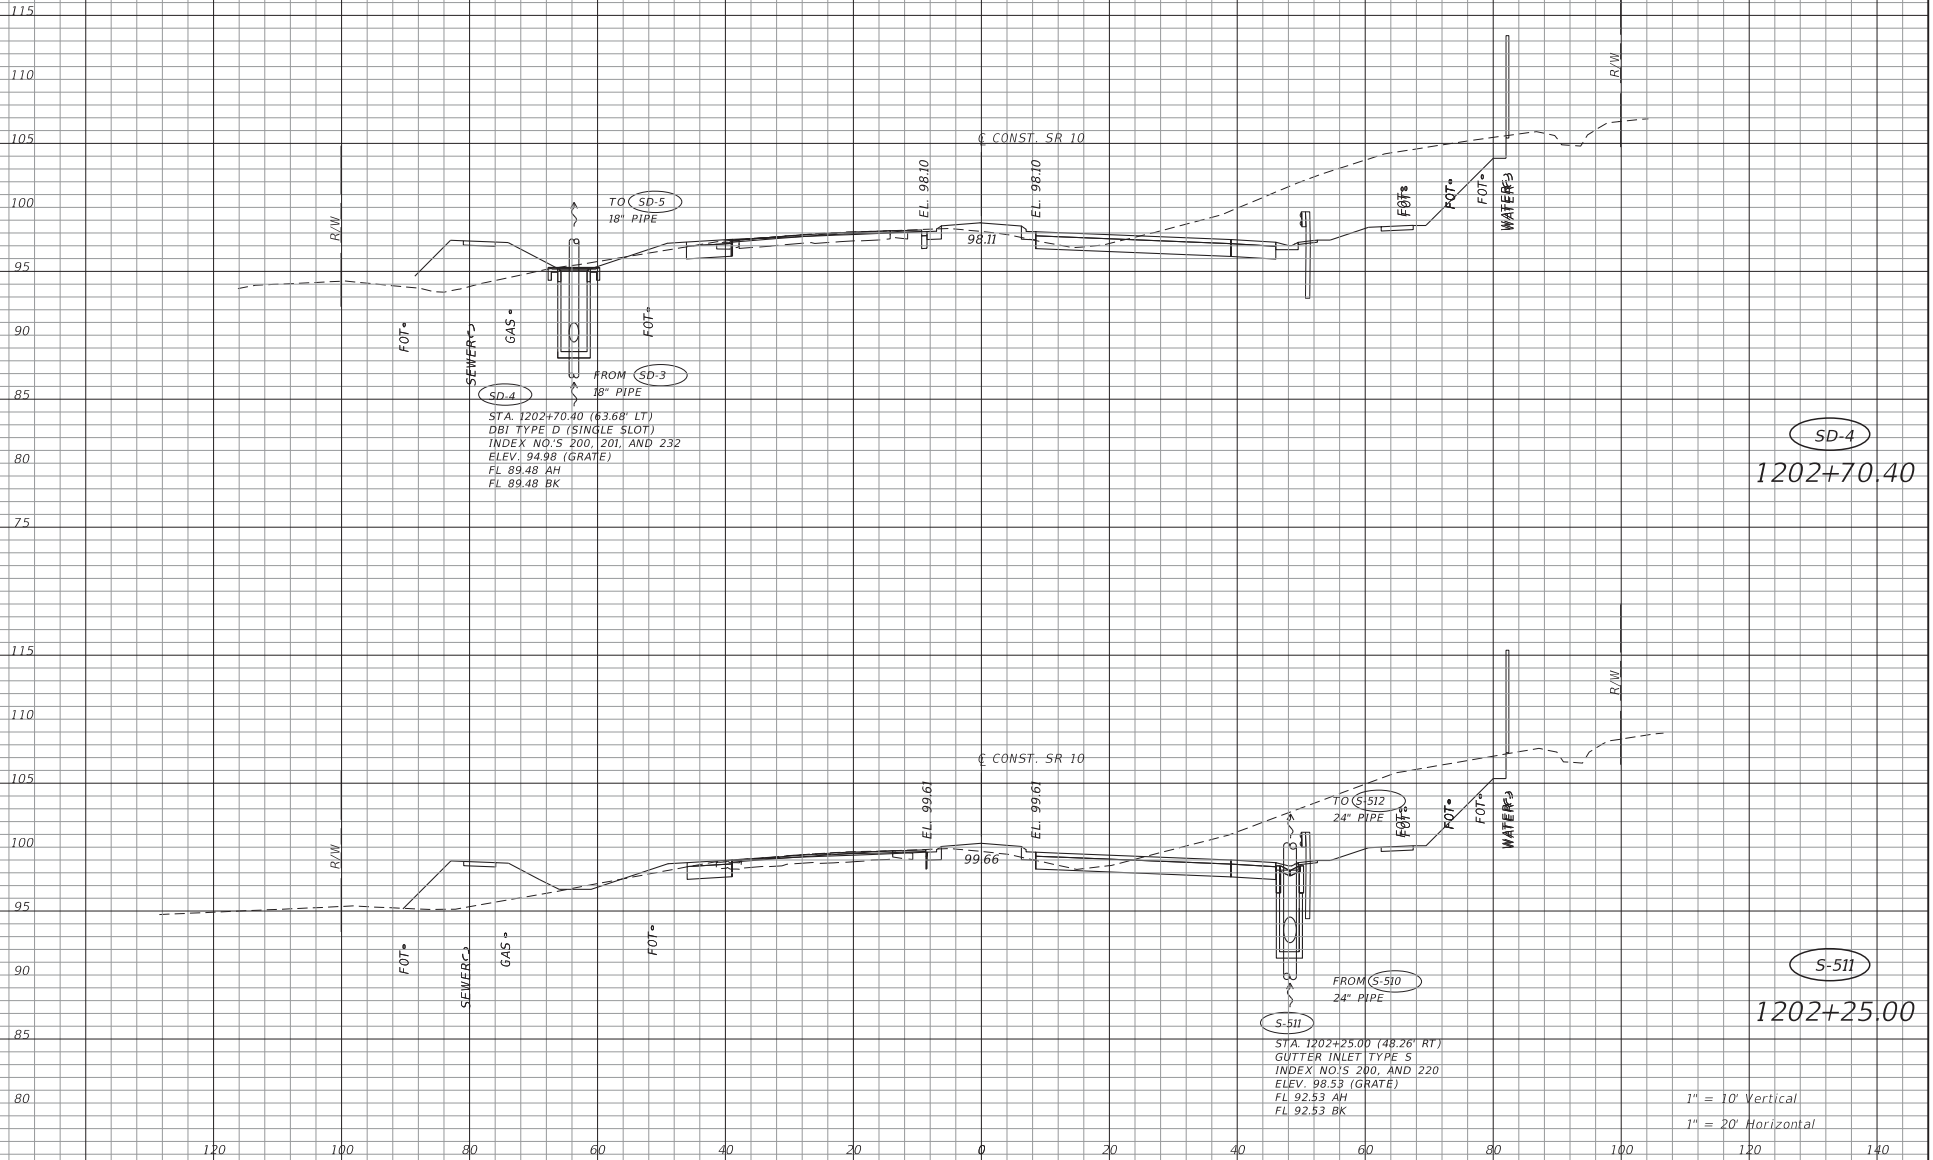 115
110
105
100
95
90
85
80
75
R/W
R/W
℄ CONST. SR 10
EL. 98.10
EL. 98.10
98.11
TO SD-5
18" PIPE
FOT
SEWER
GAS
FOT
FOT
FOT
FOT
FOT
WATER
WATER
FROM SD-3
18" PIPE
SD-4
STA. 1202+70.40 (63.68' LT)
DBI TYPE D (SINGLE SLOT)
INDEX NO.'S 200, 201, AND 232
ELEV. 94.98 (GRATE)
FL 89.48 AH
FL 89.48 BK
SD-4
1202+70.40
115
110
105
100
95
90
85
80
R/W
R/W
℄ CONST. SR 10
EL. 99.61
EL. 99.61
99.66
TO S-512
24" PIPE
FOT
SEWER
GAS
FOT
FOT
FOT
FOT
FOT
WATER
WATER
FROM S-510
24" PIPE
S-511
STA. 1202+25.00 (48.26' RT)
GUTTER INLET TYPE S
INDEX NO.'S 200, AND 220
ELEV. 98.53 (GRATE)
FL 92.53 AH
FL 92.53 BK
S-511
1202+25.00
1" = 10' Vertical
1" = 20' Horizontal
120 100 80 60 40 20 0 20 40 60 80 100 120 140